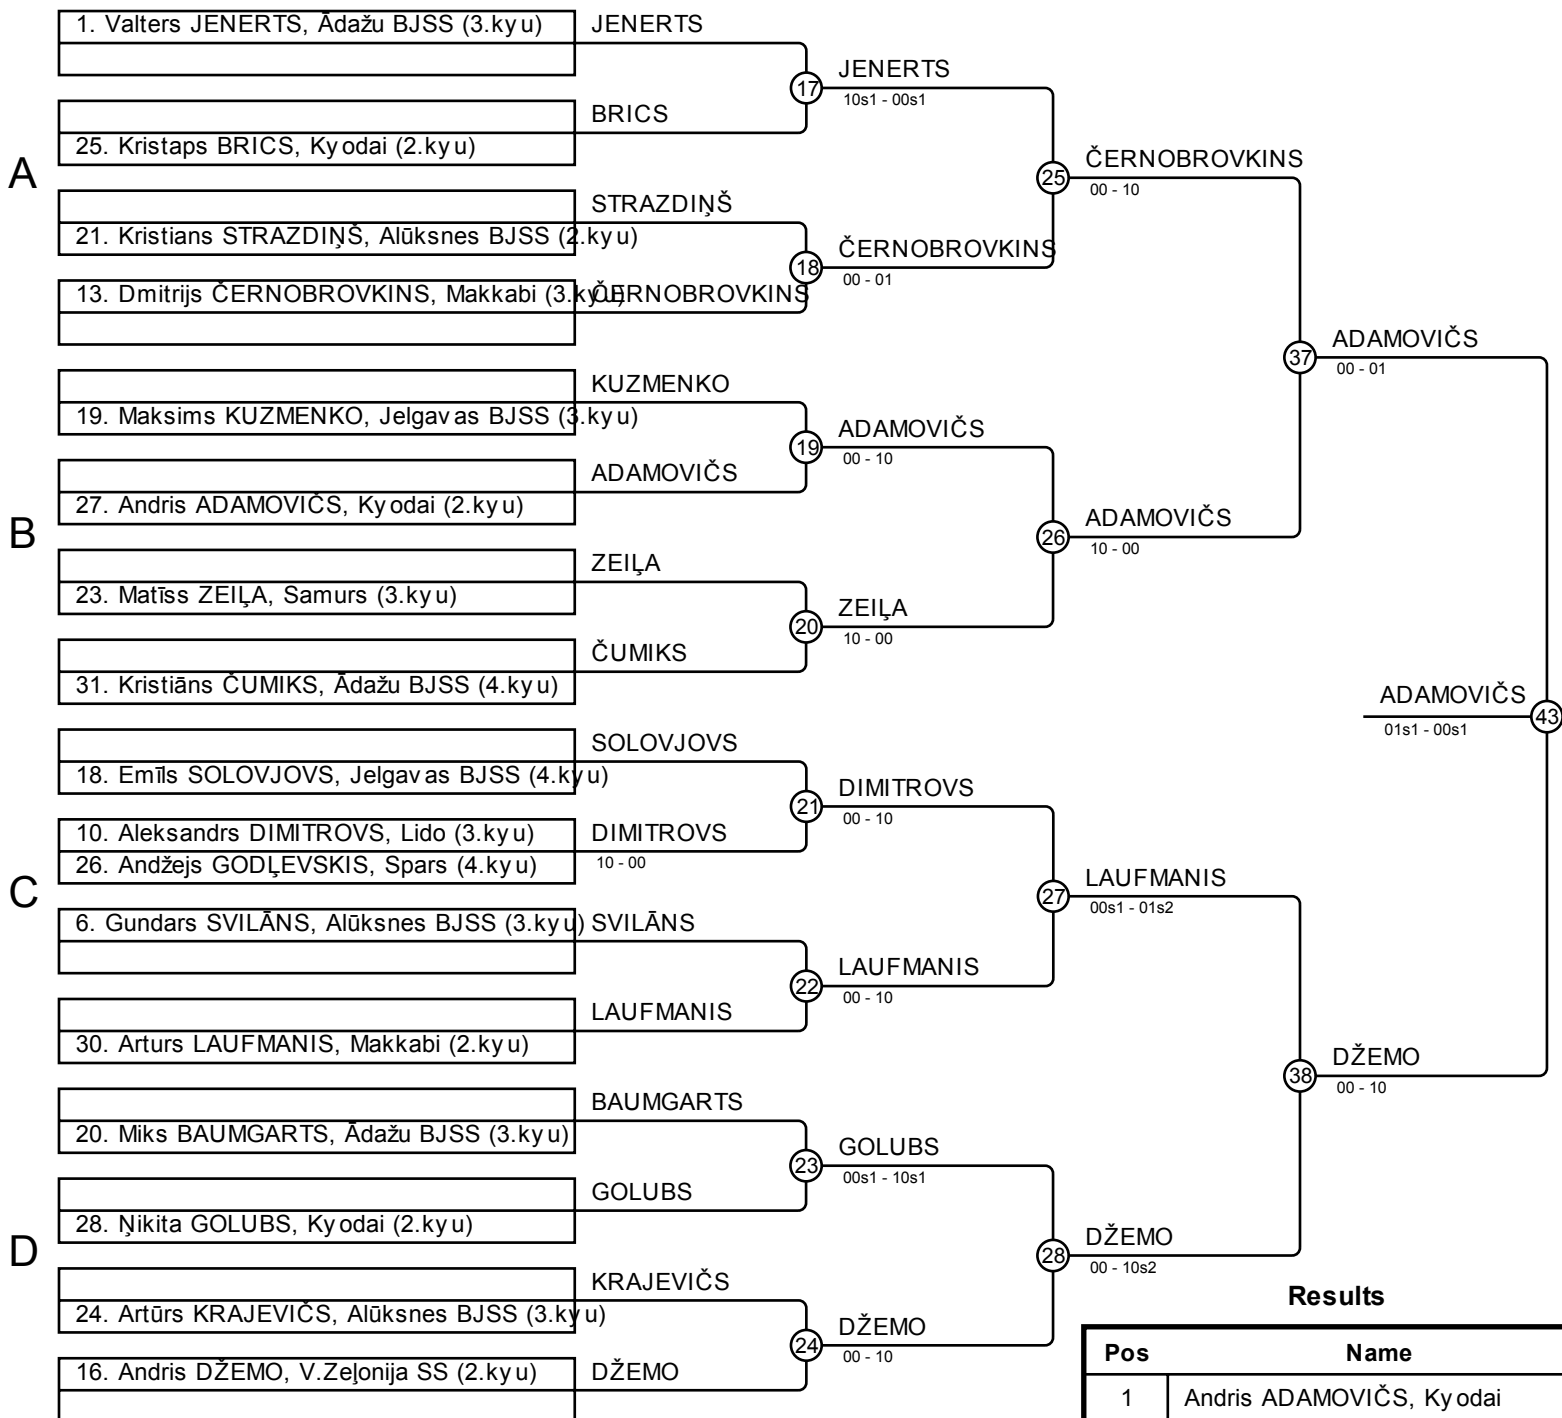 1. Valters JENERTS, Ādažu BJSS (3.kyu)
JENERTS
17
JENERTS
10s1 - 00s1
BRICS
25. Kristaps BRICS, Kyodai (2.kyu)
A
25
ČERNOBROVKINS
00 - 10
STRAZDIŅŠ
21. Kristians STRAZDIŅŠ, Alūksnes BJSS (2.kyu)
18
ČERNOBROVKINS
00 - 01
13. Dmitrijs ČERNOBROVKINS, Makkabi (3.kyu)
ČERNOBROVKINS
37
ADAMOVIČS
00 - 01
KUZMENKO
19. Maksims KUZMENKO, Jelgavas BJSS (3.kyu)
19
ADAMOVIČS
00 - 10
ADAMOVIČS
27. Andris ADAMOVIČS, Kyodai (2.kyu)
B
26
ADAMOVIČS
10 - 00
ZEIĻA
23. Matīss ZEIĻA, Samurs (3.kyu)
20
ZEIĻA
10 - 00
ČUMIKS
31. Kristiāns ČUMIKS, Ādažu BJSS (4.kyu)
ADAMOVIČS
43
01s1 - 00s1
SOLOVJOVS
18. Emīls SOLOVJOVS, Jelgavas BJSS (4.kyu)
21
DIMITROVS
00 - 10
10. Aleksandrs DIMITROVS, Lido (3.kyu)
DIMITROVS
26. Andžejs GODĻEVSKIS, Spars (4.kyu)
10 - 00
C
27
LAUFMANIS
00s1 - 01s2
6. Gundars SVILĀNS, Alūksnes BJSS (3.kyu)
SVILĀNS
22
LAUFMANIS
00 - 10
LAUFMANIS
30. Arturs LAUFMANIS, Makkabi (2.kyu)
38
DŽEMO
00 - 10
BAUMGARTS
20. Miks BAUMGARTS, Ādažu BJSS (3.kyu)
23
GOLUBS
00s1 - 10s1
GOLUBS
28. Ņikita GOLUBS, Kyodai (2.kyu)
D
28
DŽEMO
00 - 10s2
KRAJEVIČS
24. Artūrs KRAJEVIČS, Alūksnes BJSS (3.kyu)
24
DŽEMO
00 - 10
16. Andris DŽEMO, V.Zeļonija SS (2.kyu)
DŽEMO
Results
Pos Name
1 Andris ADAMOVIČS, Kyodai